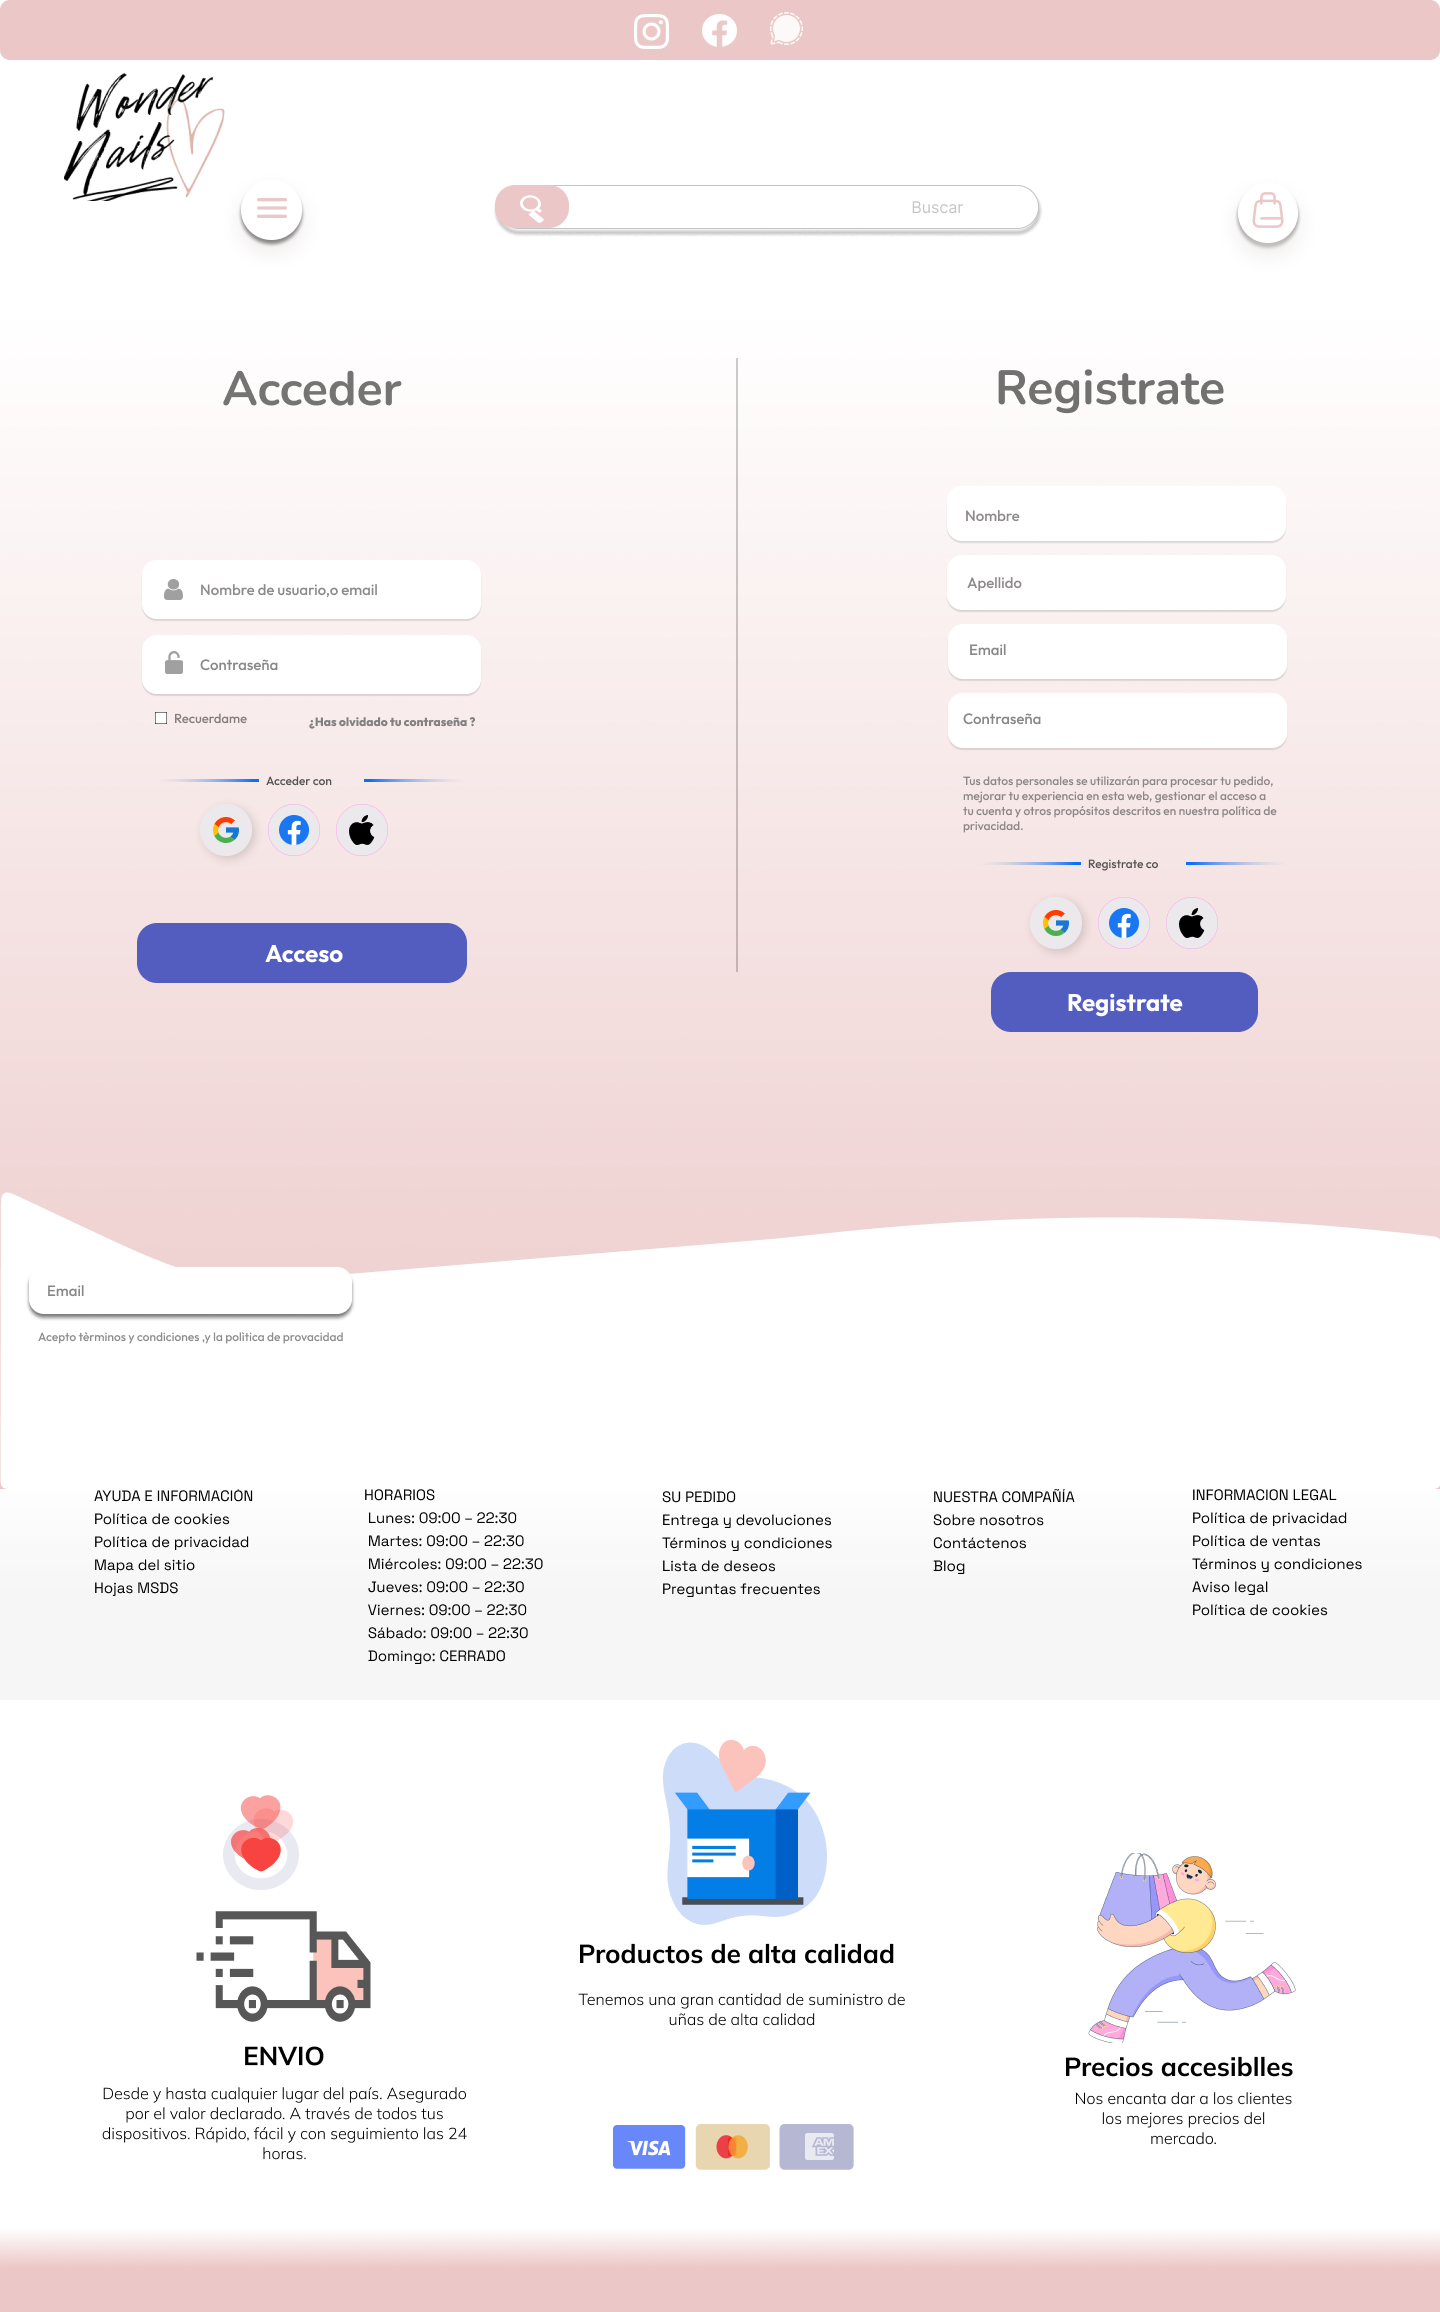 Wonder
Nails
Buscar
Acceder
Nombre de usuario,o email
Contraseña
Recuerdame
¿Has olvidado tu contraseña ?
Acceder con
Acceso
Registrate
Nombre
Apellido
Email
Contraseña
Tus datos personales se utilizarán para procesar tu pedido,
mejorar tu experiencia en esta web, gestionar el acceso a
tu cuenta y otros propósitos descritos en nuestra política de
privacidad.
Registrate co
Registrate
Email
Acepto tèrminos y condiciones ,y la polìtica de provacidad
AYUDA E INFORMACIÓN
Política de cookies
Política de privacidad
Mapa del sitio
Hojas MSDS
HORARIOS
Lunes: 09:00 – 22:30
Martes: 09:00 – 22:30
Miércoles: 09:00 – 22:30
Jueves: 09:00 – 22:30
Viernes: 09:00 – 22:30
Sábado: 09:00 – 22:30
Domingo: CERRADO
SU PEDIDO
Entrega y devoluciones
Términos y condiciones
Lista de deseos
Preguntas frecuentes
NUESTRA COMPAÑÍA
Sobre nosotros
Contáctenos
Blog
INFORMACION LEGAL
Política de privacidad
Política de ventas
Términos y condiciones
Aviso legal
Política de cookies
ENVIO
Desde y hasta cualquier lugar del país. Asegurado
por el valor declarado. A través de todos tus
dispositivos. Rápido, fácil y con seguimiento las 24
horas.
Productos de alta calidad
Tenemos una gran cantidad de suministro de
uñas de alta calidad
VISA
AM
EX
Precios accesiblles
Nos encanta dar a los clientes
los mejores precios del
mercado.